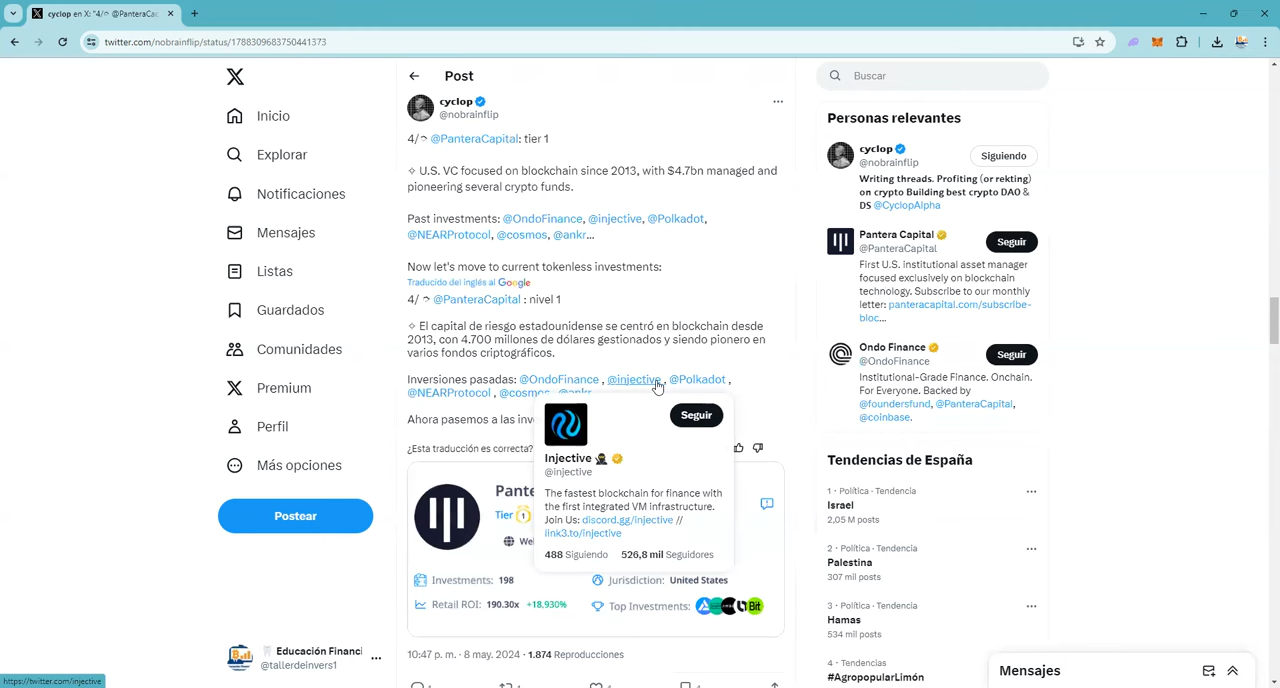 cyclop en X: "4/ @PanteraCap
twitter.com/nobrainflip/status/1788309683750441373
Inicio
Explorar
Notificaciones
Mensajes
Listas
Guardados
Comunidades
Premium
Perfil
Más opciones
Postear
Educación Financi
@tallerdeinvers1
https://twitter.com/injective
Post
cyclop
@nobrainflip
4/ @PanteraCapital: tier 1
✧ U.S. VC focused on blockchain since 2013, with $4.7bn managed and
pioneering several crypto funds.
Past investments: @OndoFinance, @injective, @Polkadot,
@NEARProtocol, @cosmos, @ankr...
Now let's move to current tokenless investments:
Traducido del inglés al Google
4/ @PanteraCapital : nivel 1
✧ El capital de riesgo estadounidense se centró en blockchain desde
2013, con 4.700 millones de dólares gestionados y siendo pionero en
varios fondos criptográficos.
Inversiones pasadas: @OndoFinance , @injective , @Polkadot ,
@NEARProtocol , @cosmos , @ankr
Ahora pasemos a las inv
¿Esta traducción es correcta?
Seguir
Injective
@injective
The fastest blockchain for finance with
the first integrated VM infrastructure.
Join Us: discord.gg/injective //
link3.to/injective
488 Siguiendo 526,8 mil Seguidores
Pante
Tier 1
Wel
Investments: 198
Jurisdiction: United States
Retail ROI: 190.30x +18,930%
Top Investments:
Bit
10:47 p. m. · 8 may. 2024 · 1.874 Reproducciones
Buscar
Personas relevantes
cyclop
@nobrainflip
Siguiendo
Writing threads. Profiting (or rekting)
on crypto Building best crypto DAO &
DS @CyclopAlpha
Pantera Capital
@PanteraCapital
Seguir
First U.S. institutional asset manager
focused exclusively on blockchain
technology. Subscribe to our monthly
letter: panteracapital.com/subscribe-
bloc...
Ondo Finance
@OndoFinance
Seguir
Institutional-Grade Finance. Onchain.
For Everyone. Backed by
@foundersfund, @PanteraCapital,
@coinbase.
Tendencias de España
1 · Política · Tendencia
Israel
2,05 M posts
2 · Política · Tendencia
Palestina
307 mil posts
3 · Política · Tendencia
Hamas
534 mil posts
4 · Tendencias
#AgropopularLimón
Mensajes